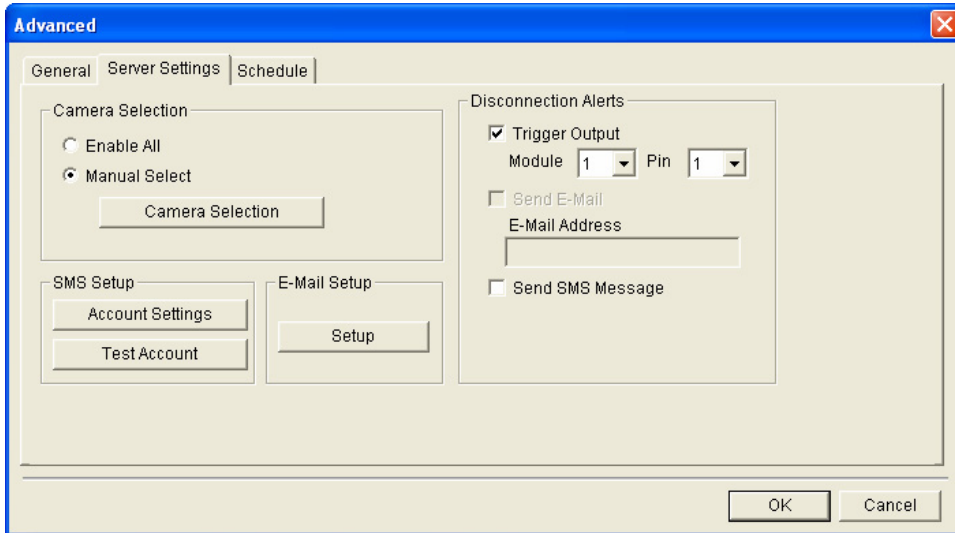 Advanced
General Server Settings Schedule
Camera Selection
Enable All
Manual Select
Camera Selection
SMS Setup
Account Settings
Test Account
E-Mail Setup
Setup
Disconnection Alerts
Trigger Output
Module 1 Pin 1
Send E-Mail
E-Mail Address
Send SMS Message
OK Cancel